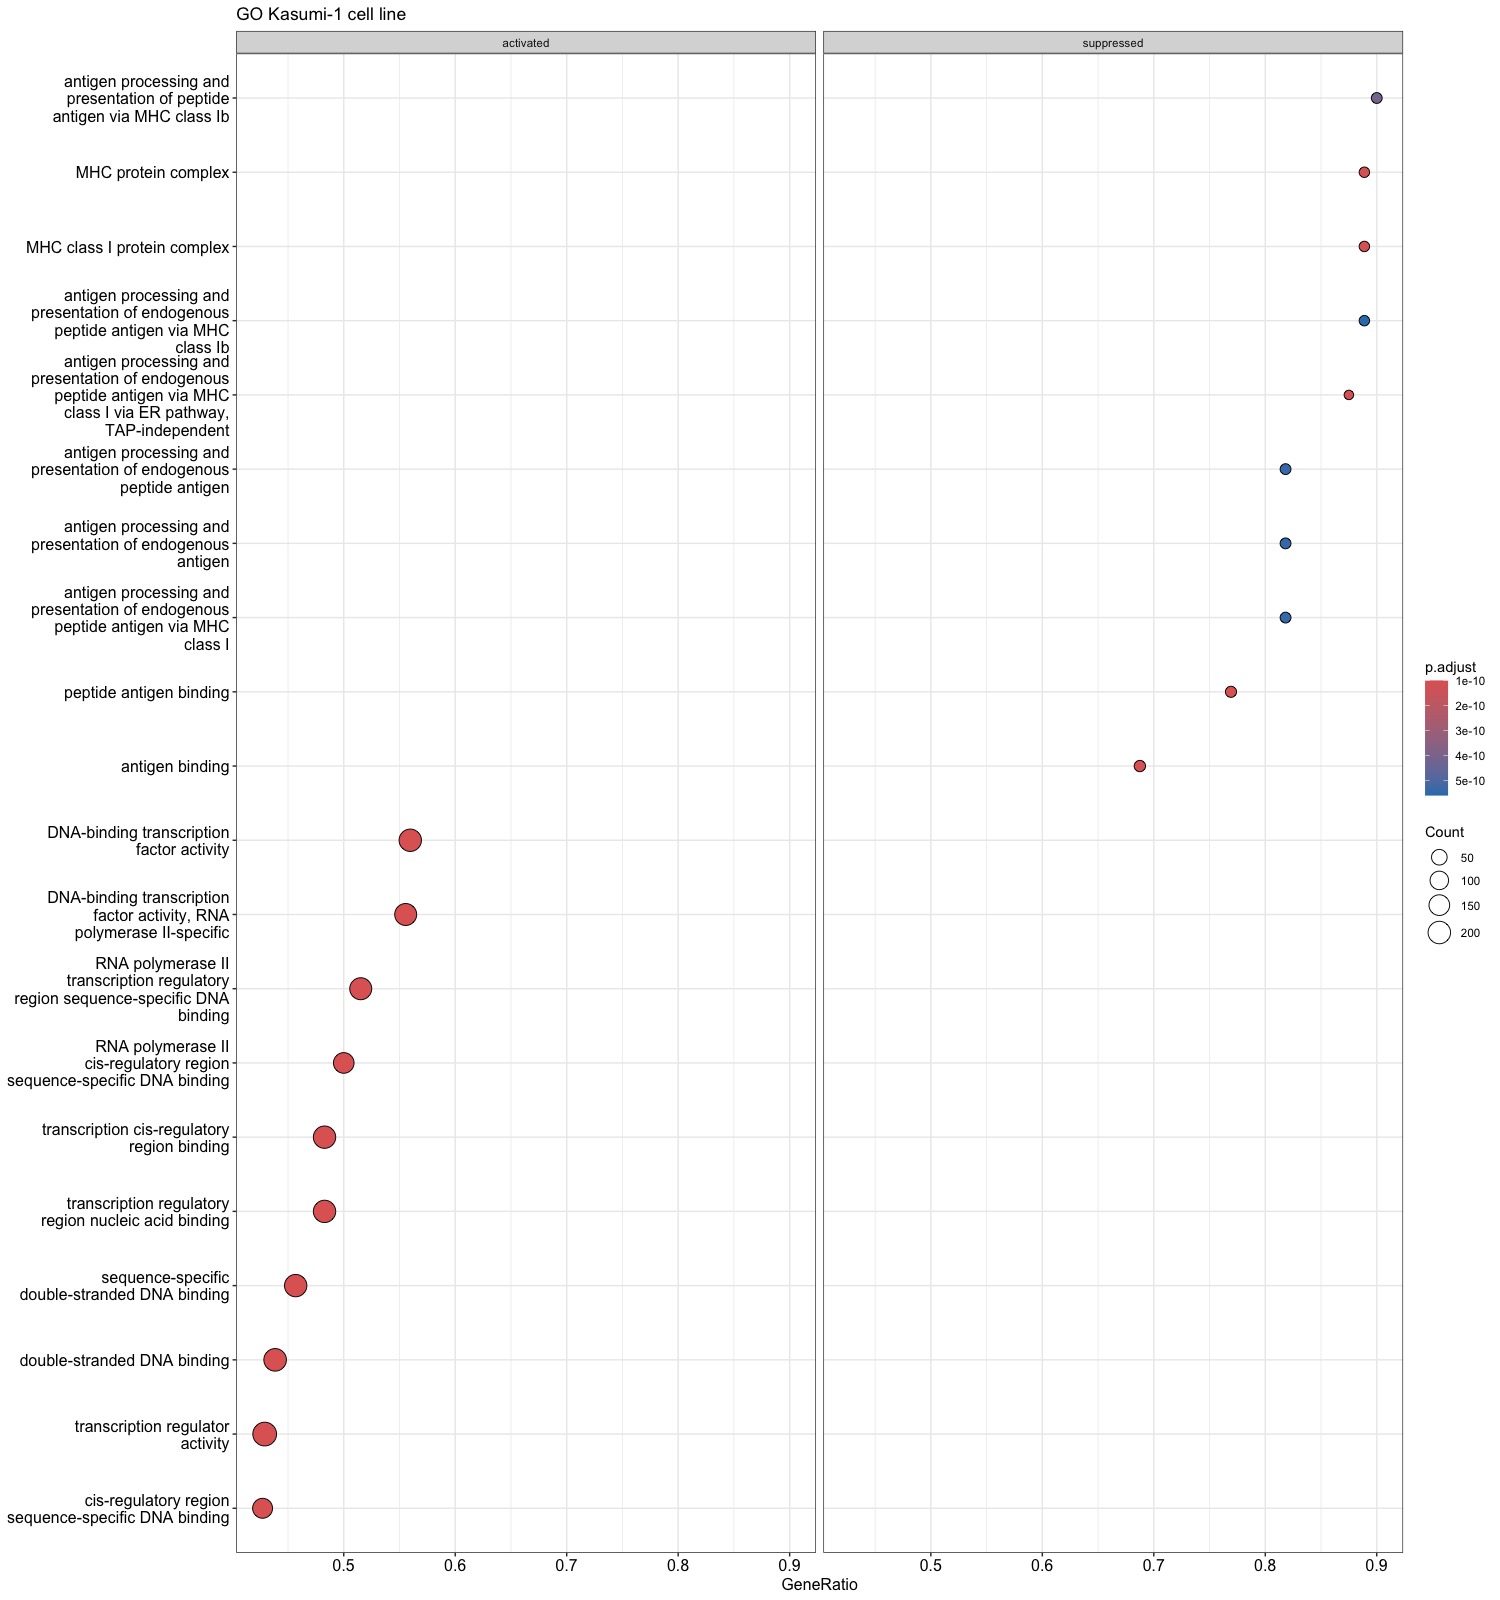 GO Kasumi-1 cell line
activated
suppressed
antigen processing and
presentation of peptide
antigen via MHC class Ib
MHC protein complex
MHC class I protein complex
antigen processing and
presentation of endogenous
peptide antigen via MHC
class Ib
antigen processing and
presentation of endogenous
peptide antigen via MHC
class I via ER pathway,
TAP-independent
antigen processing and
presentation of endogenous
peptide antigen
antigen processing and
presentation of endogenous
antigen
antigen processing and
presentation of endogenous
peptide antigen via MHC
class I
peptide antigen binding
antigen binding
DNA-binding transcription
factor activity
DNA-binding transcription
factor activity, RNA
polymerase II-specific
RNA polymerase II
transcription regulatory
region sequence-specific DNA
binding
RNA polymerase II
cis-regulatory region
sequence-specific DNA binding
transcription cis-regulatory
region binding
transcription regulatory
region nucleic acid binding
sequence-specific
double-stranded DNA binding
double-stranded DNA binding
transcription regulator
activity
cis-regulatory region
sequence-specific DNA binding
0.5 0.6 0.7 0.8 0.9
0.5 0.6 0.7 0.8 0.9
GeneRatio
p.adjust
1e-10
2e-10
3e-10
4e-10
5e-10
Count
50
100
150
200